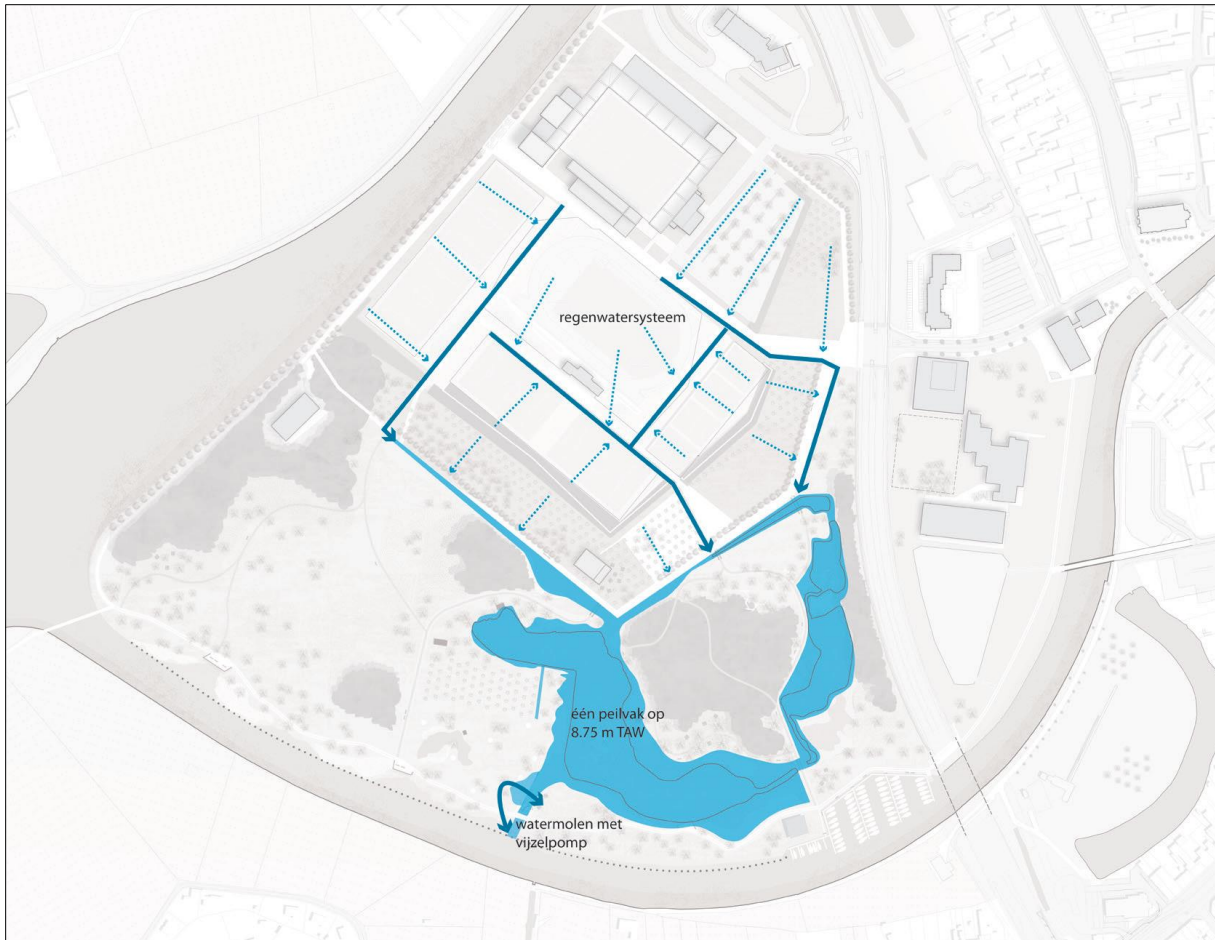 regenwatersysteem
één peilvak op
8.75 m TAW
watermolen met
vijzelpomp